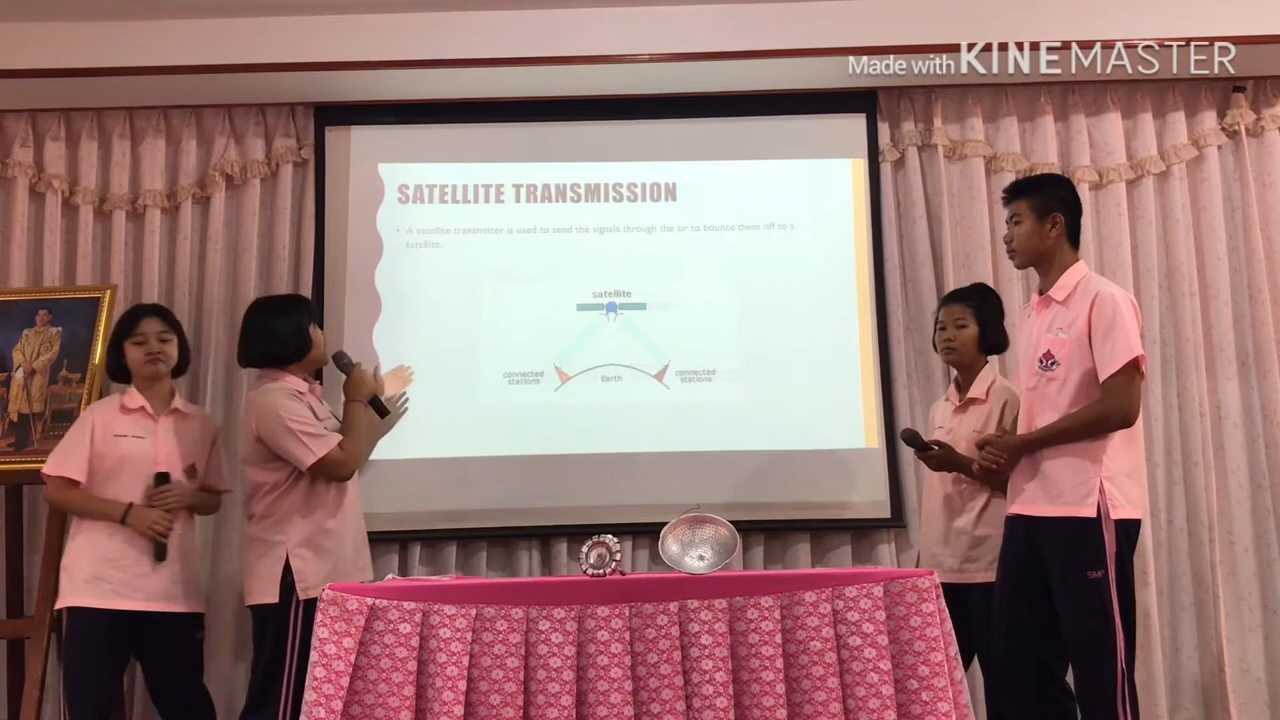 Made with KINEMASTER
SATELLITE TRANSMISSION
• A satellite transmitter is used to send the signals through the air to bounce them off to a
satellite.
satellite
connected
stations
Earth
connected
stations
SMP